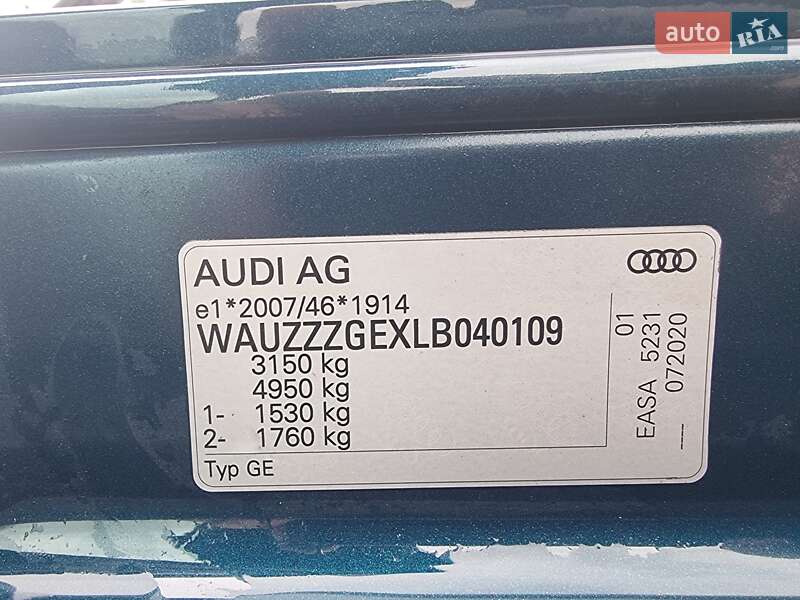 auto RIA
.com
AUDI AG
e1*2007/46*1914
WAUZZZGEXLB040109
3150 kg
4950 kg
1- 1530 kg
2- 1760 kg
Typ GE
01
EASA 5231
072020